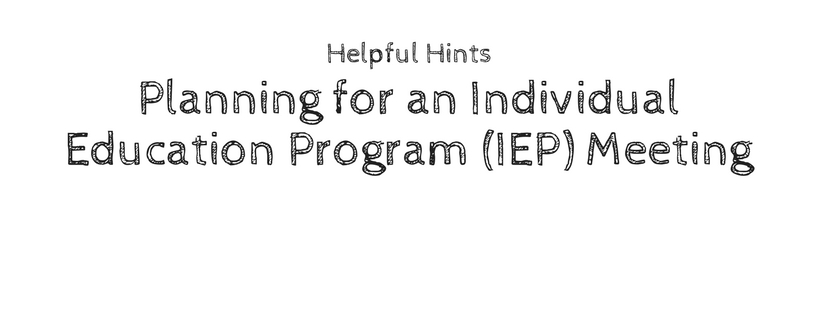 Helpful Hints
Planning for an Individual
Education Program (IEP) Meeting